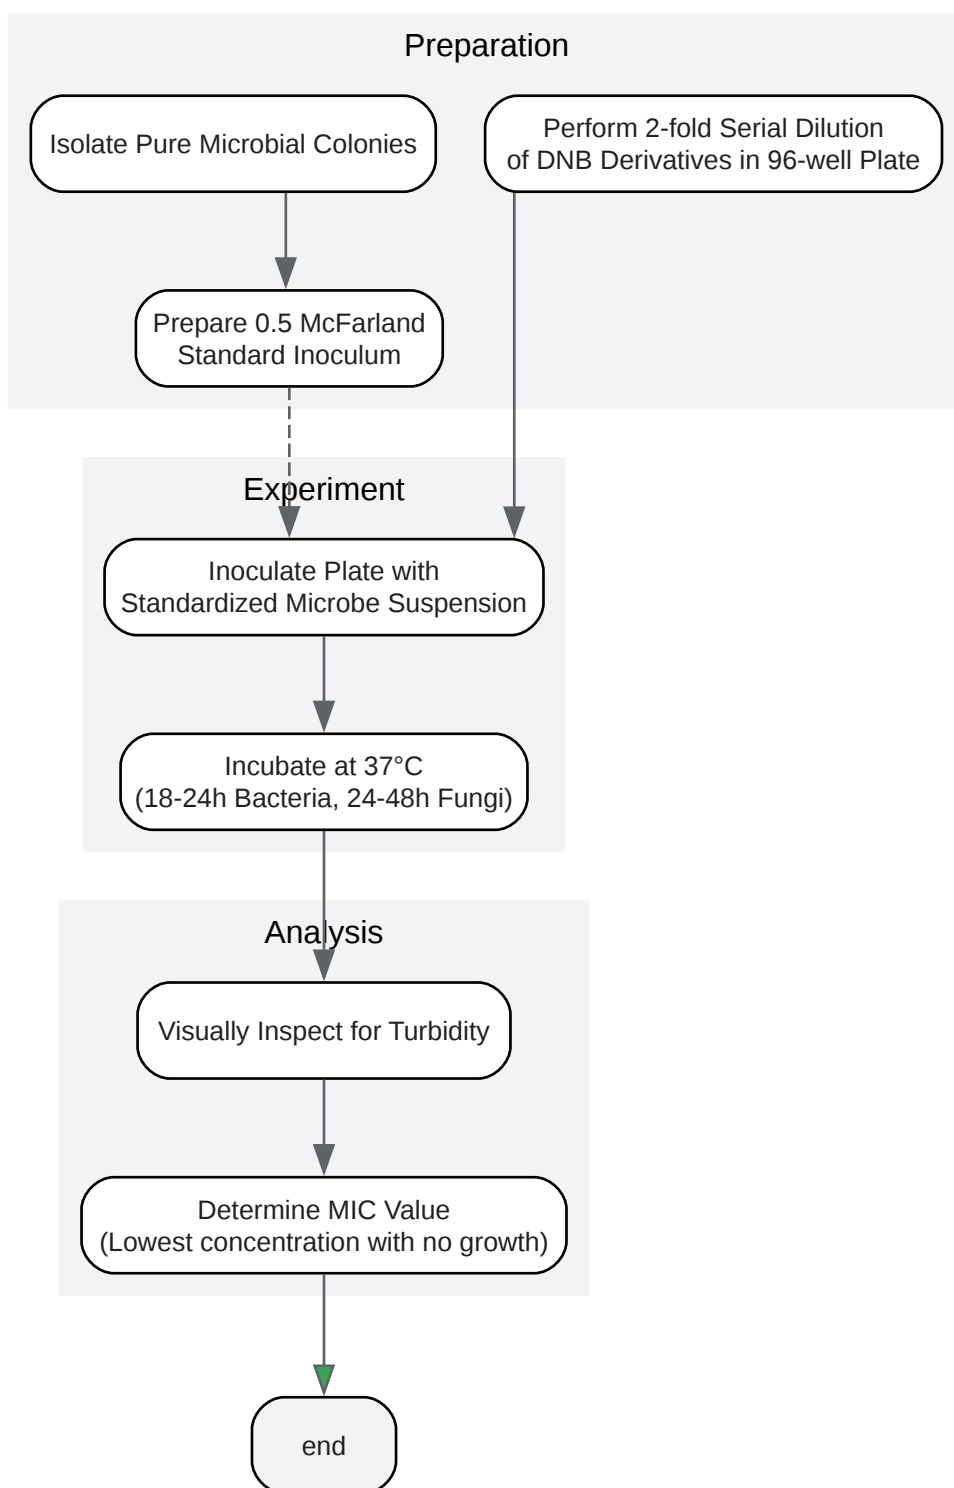 Preparation
Isolate Pure Microbial Colonies
Perform 2-fold Serial Dilution
of DNB Derivatives in 96-well Plate
Prepare 0.5 McFarland
Standard Inoculum
Experiment
Inoculate Plate with
Standardized Microbe Suspension
Incubate at 37°C
(18-24h Bacteria, 24-48h Fungi)
Analysis
Visually Inspect for Turbidity
Determine MIC Value
(Lowest concentration with no growth)
end